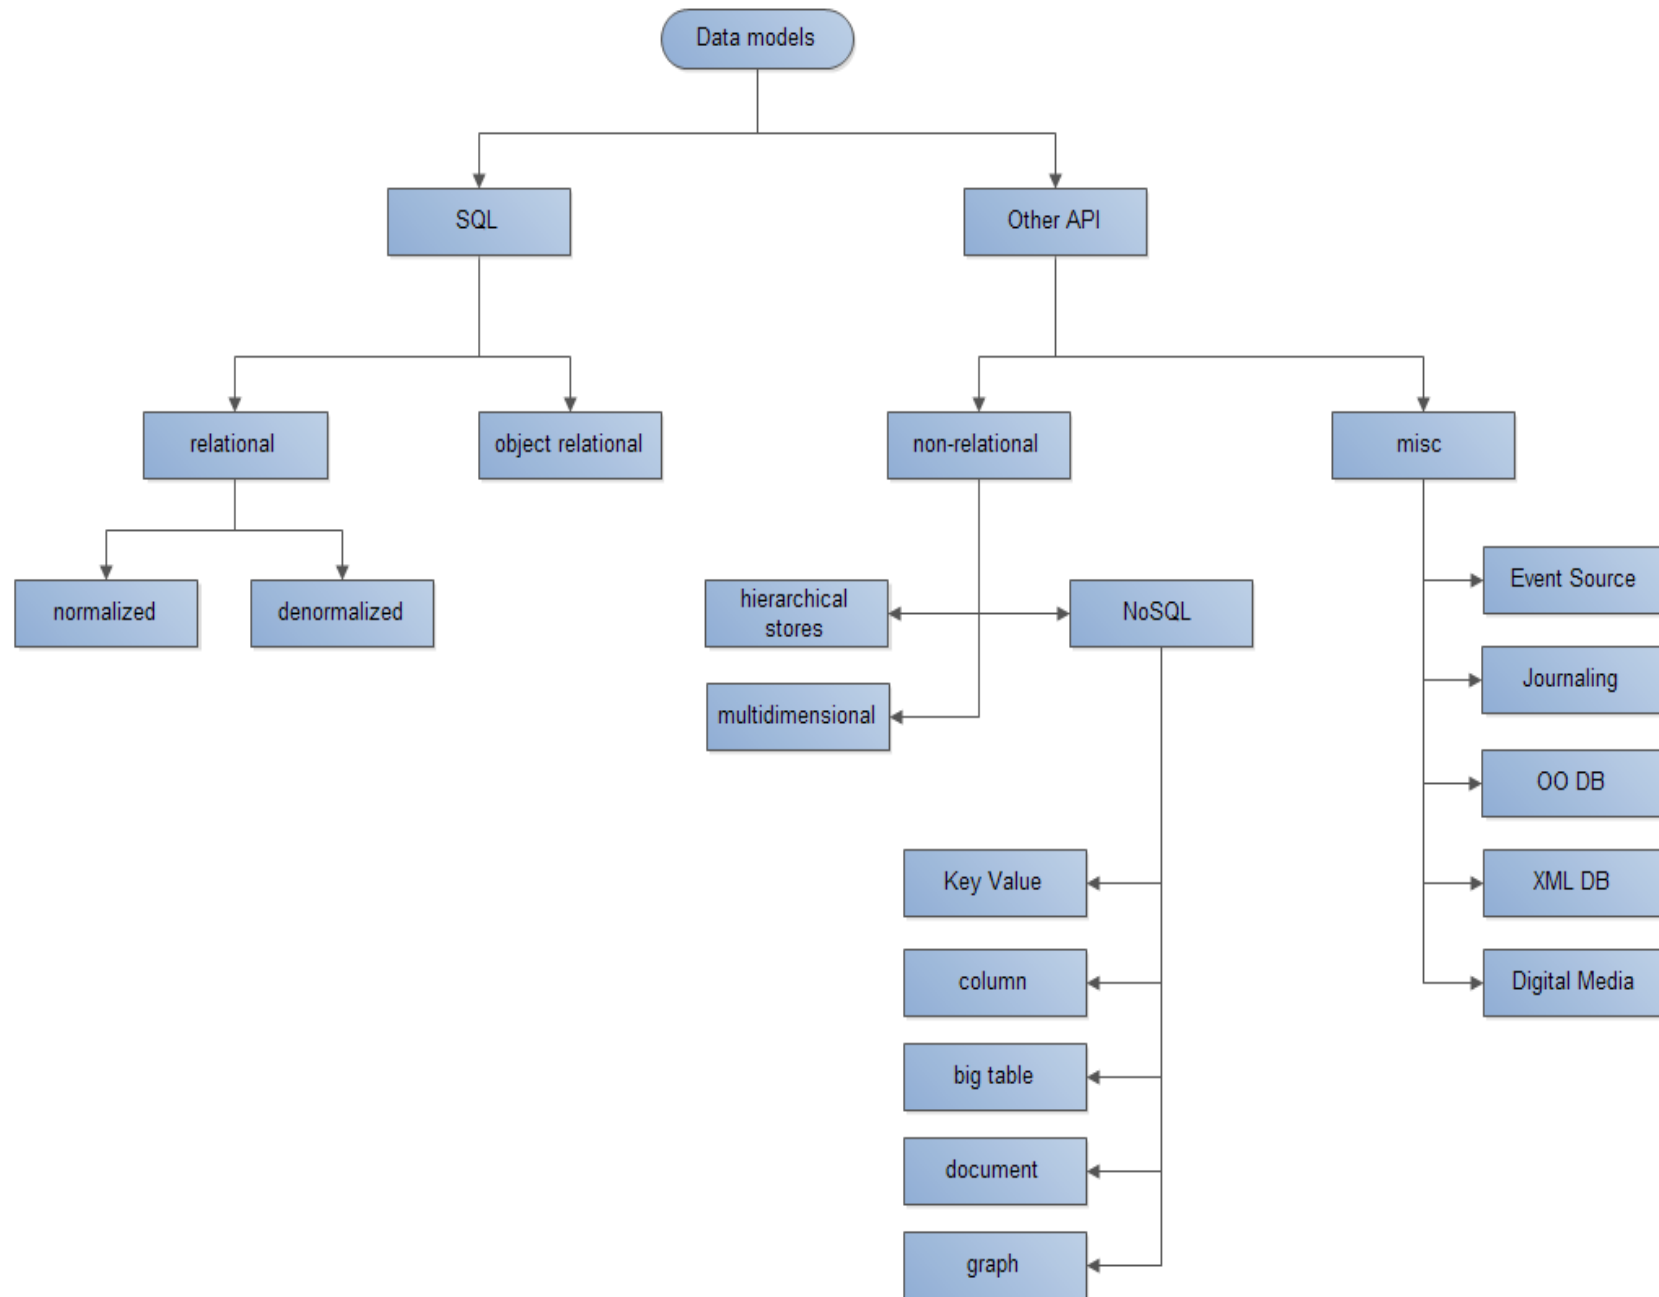 Data models
SQL
Other API
relational
object relational
non-relational
misc
normalized
denormalized
hierarchical
stores
NoSQL
multidimensional
Event Source
Journaling
OO DB
XML DB
Digital Media
Key Value
column
big table
document
graph